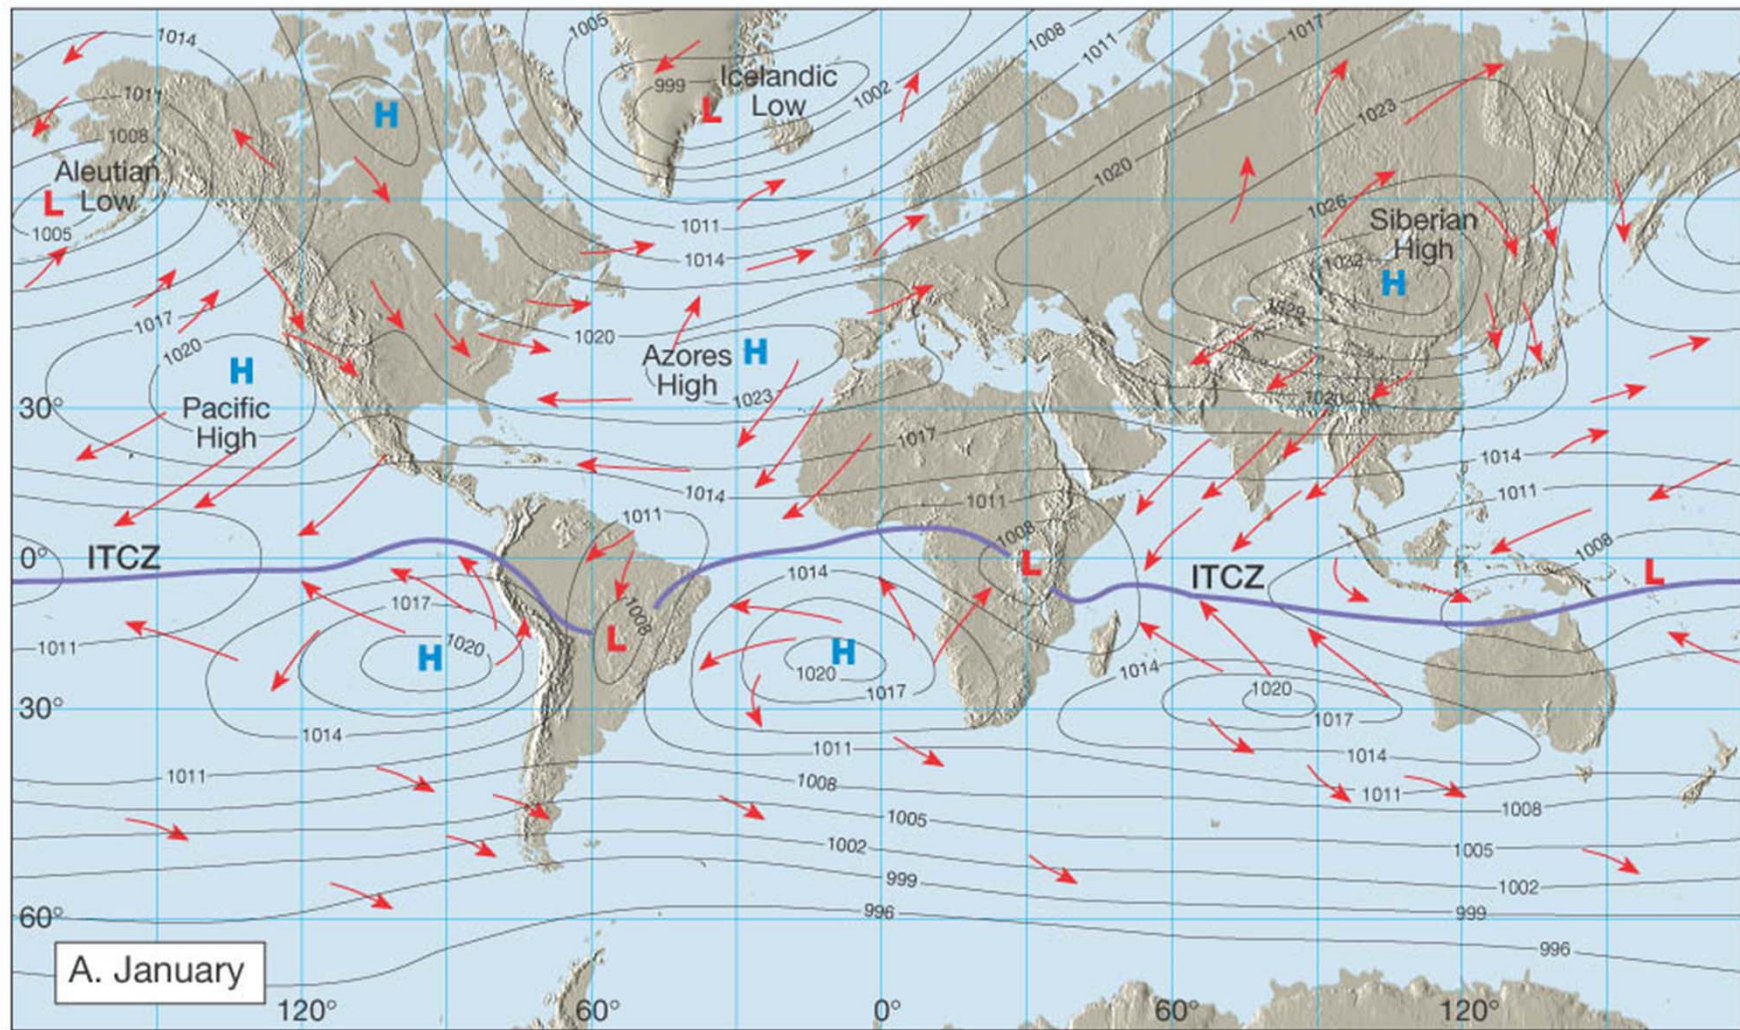 1005
1008
1017
1014
1011
Icelandic
Low
999
L
1002
1011
H
1023
1008
Aleutian
Low
L
1005
1020
1026
Siberian
High
1011
1014
1032
H
1029
1017
1020
1020
H
Azores
High
H
1023
1020
Pacific
High
30°
1017
1014
1014
1011
1011
1011
1008
1008
ITCZ
0°
L
ITCZ
L
1014
1017
1008
L
1011
1020
H
H
1020
1017
1014
1020
1017
30°
1014
1011
1014
1011
1008
1011
1008
1005
1002
1005
999
1002
60°
996
999
996
A. January
120°
60°
0°
60°
120°